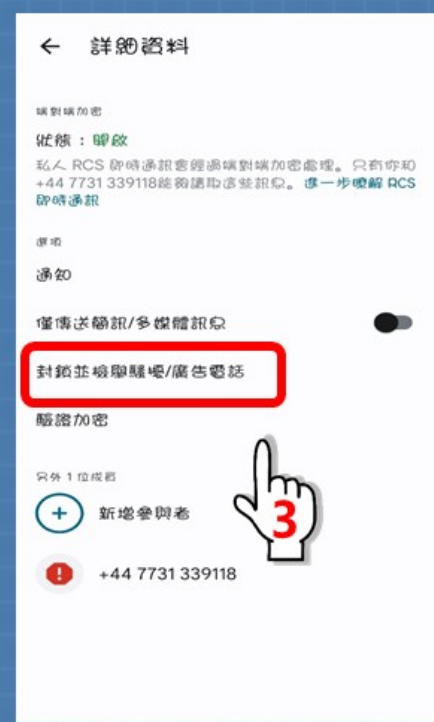 ← 詳細資料
端對端加密
狀態：開啟
私人 RCS 即時通訊會經過端對端加密處理。只有你和
+44 7731 339118能夠讀取這些訊息。進一步瞭解 RCS
即時通訊
選項
通知
僅傳送簡訊/多媒體訊息
封鎖並檢舉騷擾/廣告電話
驗證加密
3
另外 1 位成員
+ 新增參與者
! +44 7731 339118